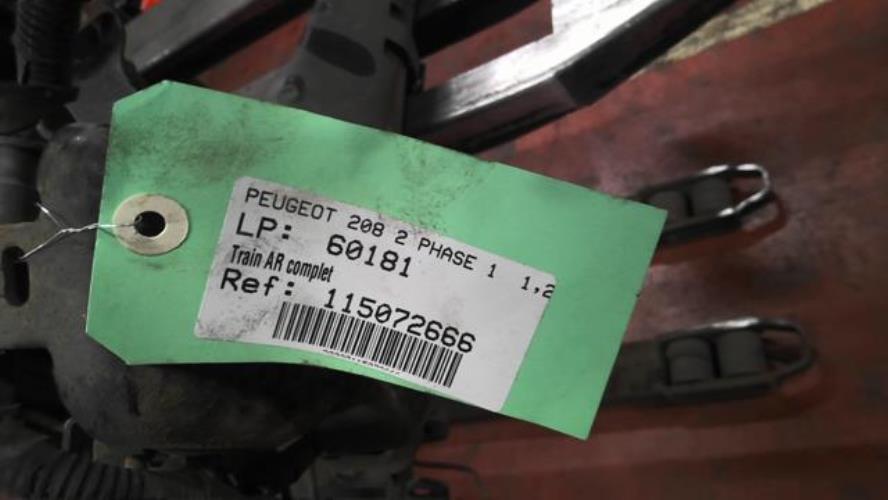 PEUGEOT 208 2 PHASE 1 1,2
LP: 60181
Train AR complet
Ref: 115072666